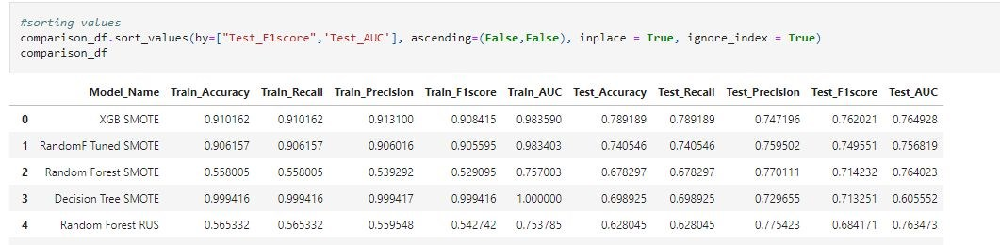 #sorting values
comparison_df.sort_values(by=["Test_F1score",'Test_AUC'], ascending=(False,False), inplace = True, ignore_index = True)
comparison_df
Model_Name Train_Accuracy Train_Recall Train_Precision Train_F1score Train_AUC Test_Accuracy Test_Recall Test_Precision Test_F1score Test_AUC
0 XGB SMOTE 0.910162 0.910162 0.913100 0.908415 0.983590 0.789189 0.789189 0.747196 0.762021 0.764928
1 RandomF Tuned SMOTE 0.906157 0.906157 0.906016 0.905595 0.983403 0.740546 0.740546 0.759502 0.749551 0.756819
2 Random Forest SMOTE 0.558005 0.558005 0.539292 0.529095 0.757003 0.678297 0.678297 0.770111 0.714232 0.764023
3 Decision Tree SMOTE 0.999416 0.999416 0.999417 0.999416 1.000000 0.698925 0.698925 0.729655 0.713251 0.605552
4 Random Forest RUS 0.565332 0.565332 0.559548 0.542742 0.753785 0.628045 0.628045 0.775423 0.684171 0.763473